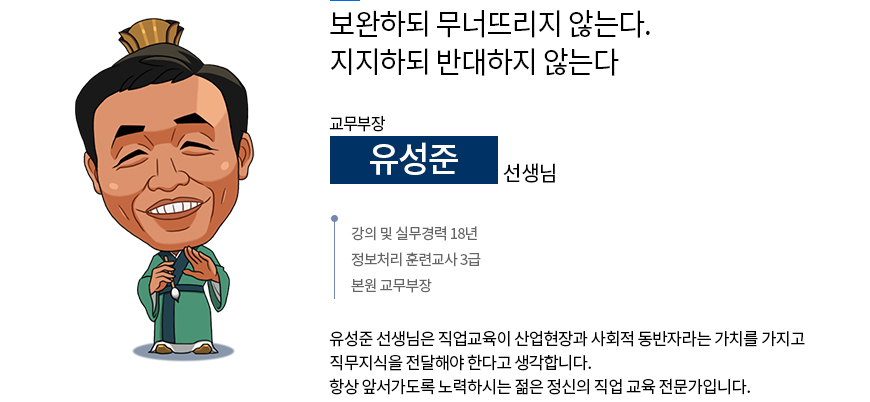 보완하되 무너뜨리지 않는다.
지지하되 반대하지 않는다
교무부장
유성준 선생님
강의 및 실무경력 18년
정보처리 훈련교사 3급
본원 교무부장
유성준 선생님은 직업교육이 산업현장과 사회적 동반자라는 가치를 가지고
직무지식을 전달해야 한다고 생각합니다.
항상 앞서가도록 노력하시는 젊은 정신의 직업 교육 전문가입니다.